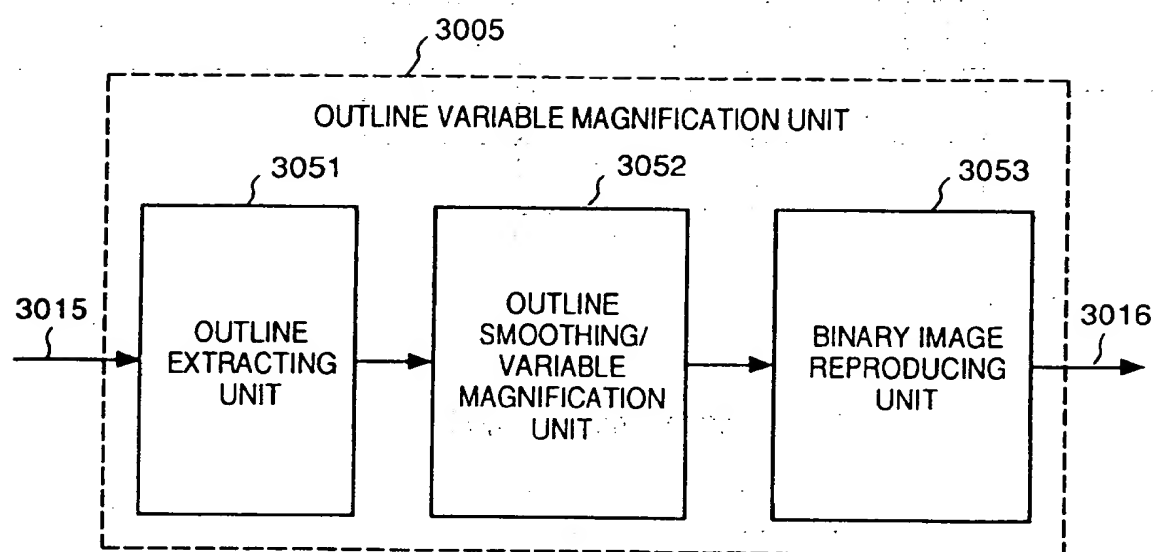 3005
OUTLINE VARIABLE MAGNIFICATION UNIT
3051
3052
3053
3015
OUTLINE
EXTRACTING
UNIT
OUTLINE
SMOOTHING/
VARIABLE
MAGNIFICATION
UNIT
BINARY IMAGE
REPRODUCING
UNIT
3016